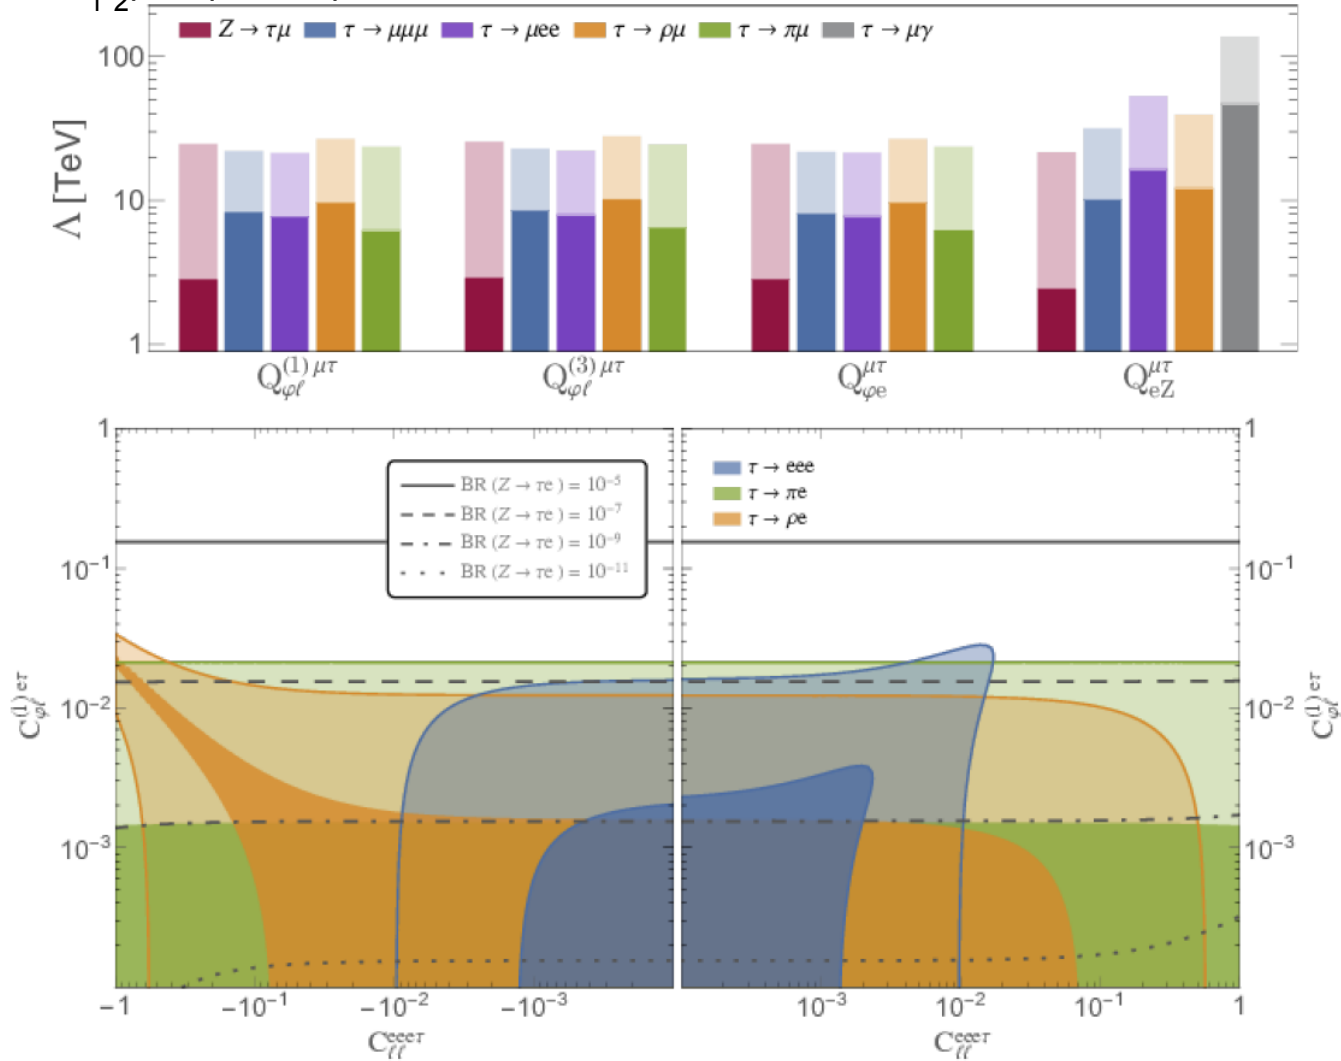 Z → τμ τ → μμμ τ → μee τ → ρμ τ → πμ τ → μγ
Λ [TeV]
100
10
1
Q_{φℓ}^{(1) μτ} Q_{φℓ}^{(3) μτ} Q_{φe}^{μτ} Q_{eZ}^{μτ}
BR (Z → τe) = 10⁻⁵
BR (Z → τe) = 10⁻⁷
BR (Z → τe) = 10⁻⁹
BR (Z → τe) = 10⁻¹¹
τ → eee
τ → πe
τ → ρe
C_{φℓ}^{(1) eτ}
1
10⁻¹
10⁻²
10⁻³
−1 −10⁻¹ −10⁻² −10⁻³
C_{ℓℓ}^{eeeτ}
10⁻³ 10⁻² 10⁻¹ 1
C_{ℓℓ}^{eeeτ}
1
10⁻¹
10⁻²
10⁻³
C_{φℓ}^{(1) eτ}